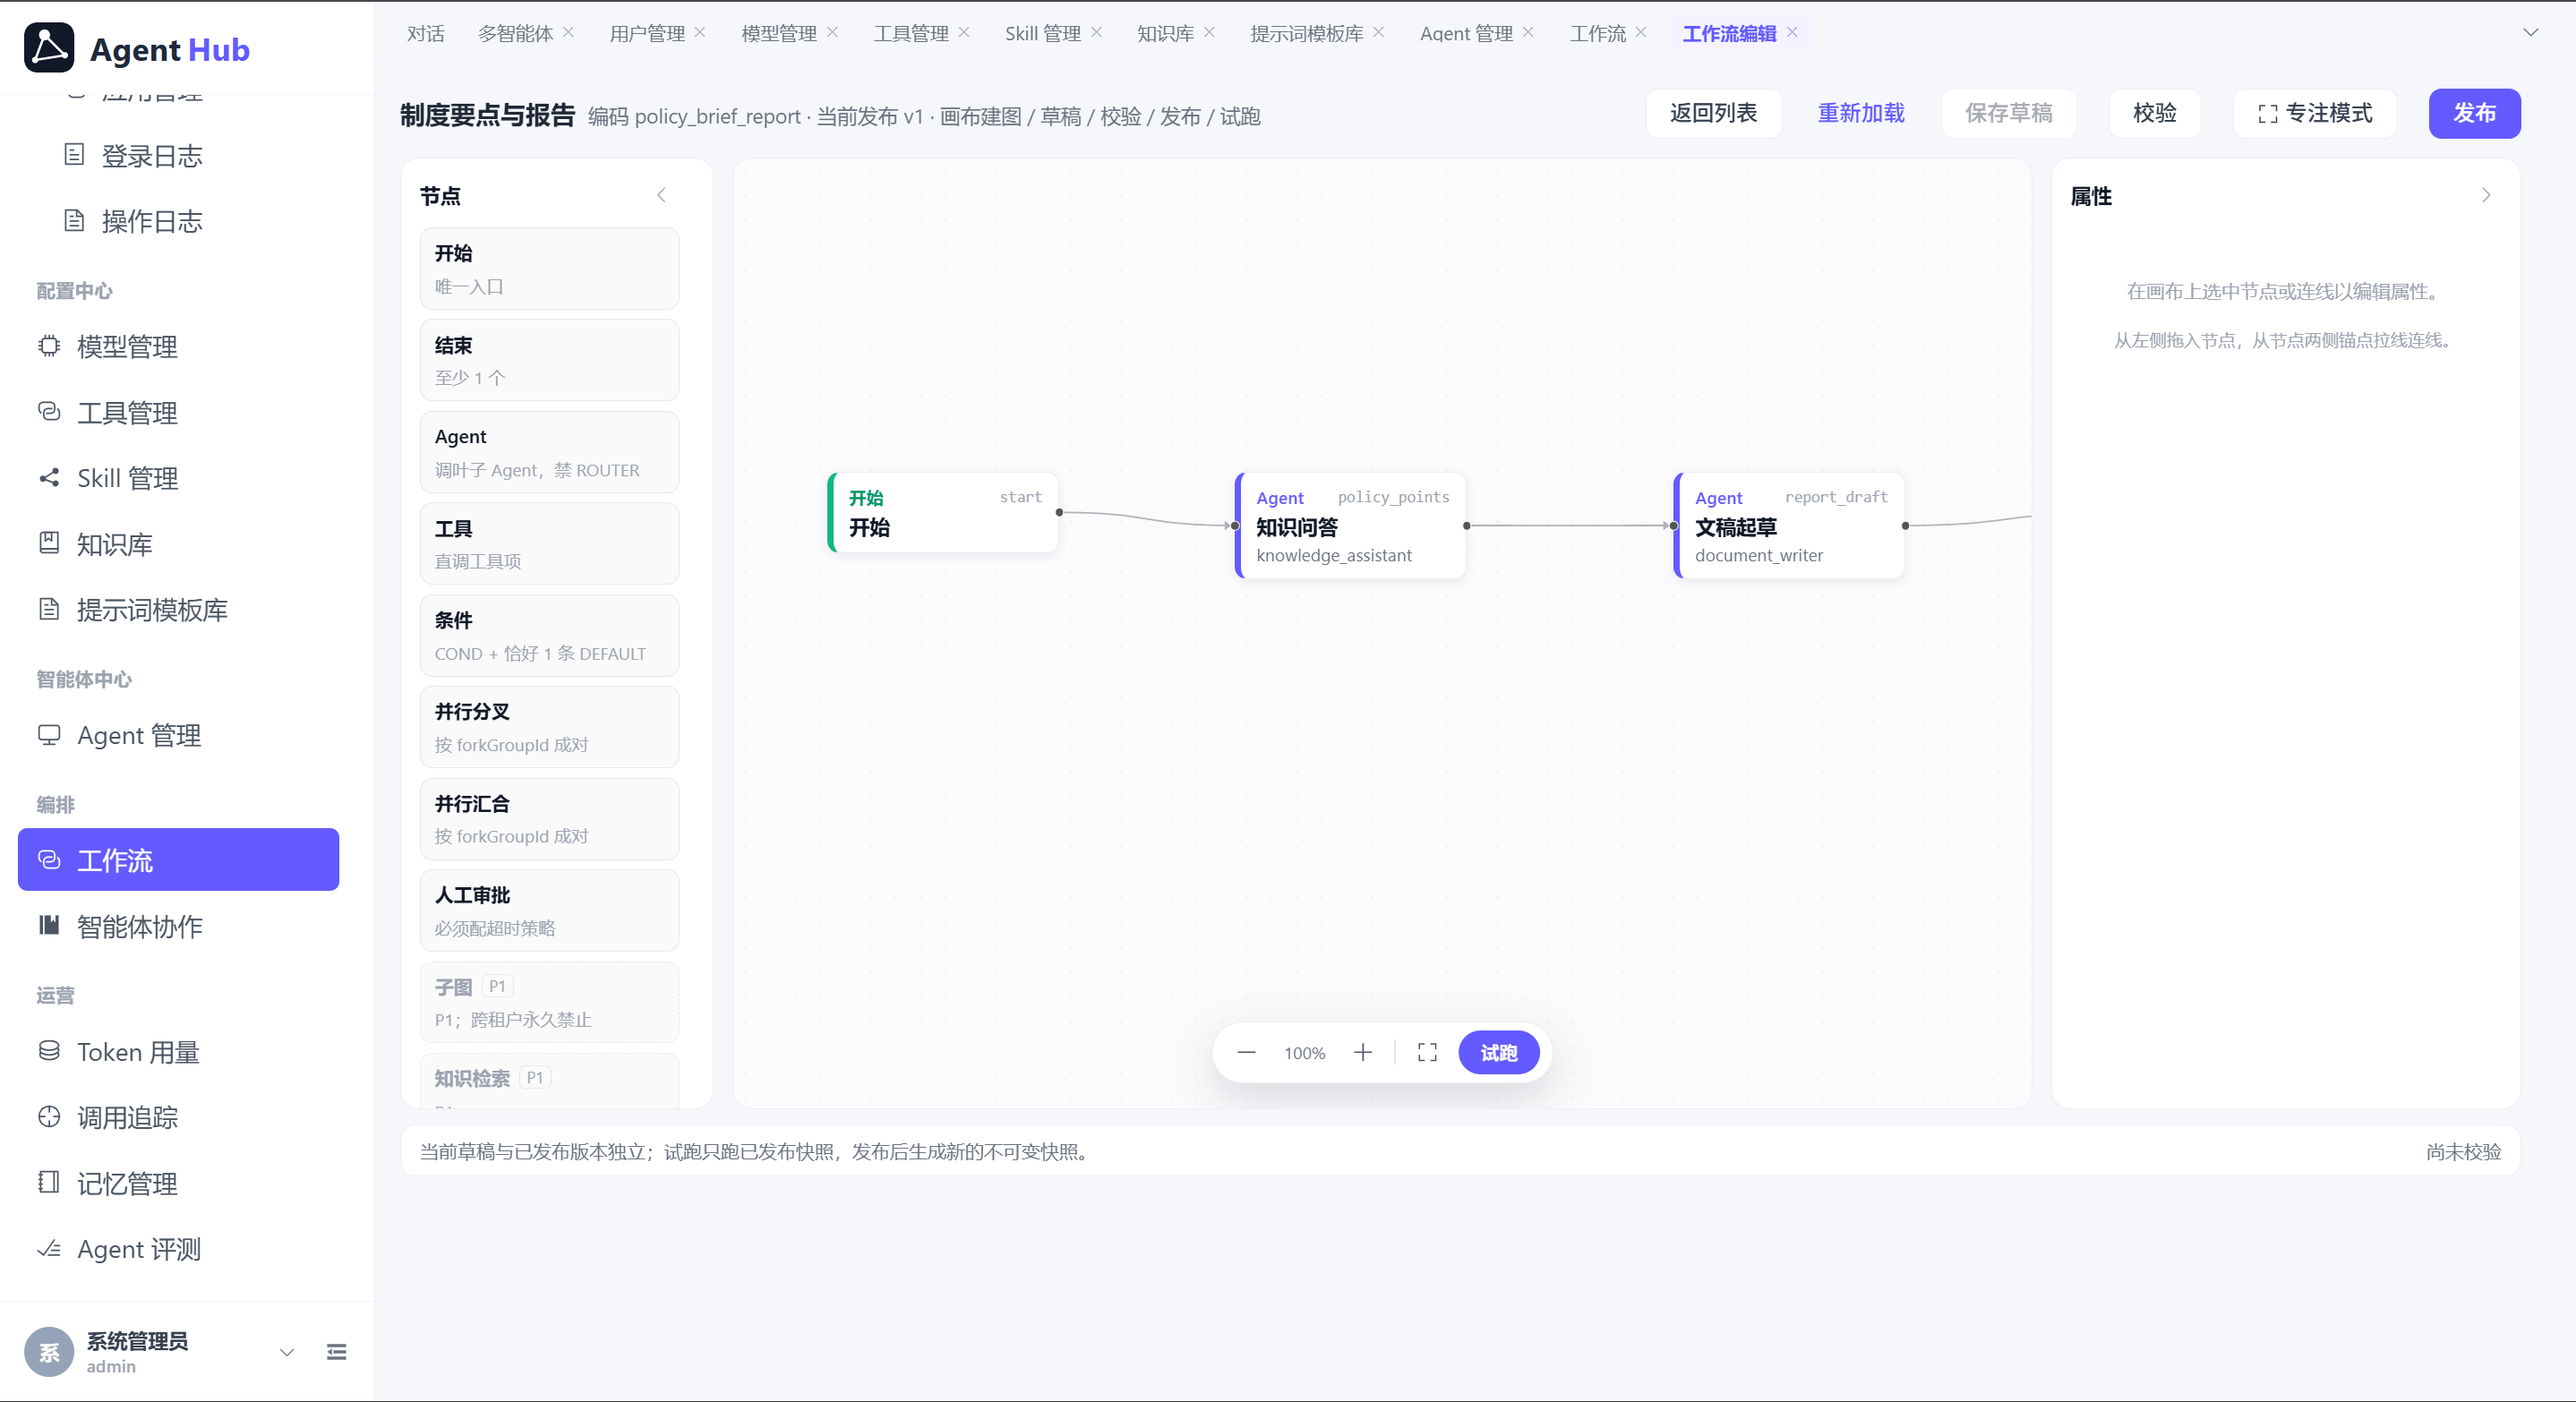 Agent Hub
应用管理
登录日志
操作日志
配置中心
模型管理
工具管理
Skill 管理
知识库
提示词模板库
智能体中心
Agent 管理
编排
工作流
智能体协作
运营
Token 用量
调用追踪
记忆管理
Agent 评测
系
系统管理员
admin
对话 多智能体 用户管理 模型管理 工具管理 Skill 管理 知识库 提示词模板库 Agent 管理 工作流 工作流编辑
制度要点与报告 编码 policy_brief_report · 当前发布 v1 · 画布建图 / 草稿 / 校验 / 发布 / 试跑
返回列表 重新加载 保存草稿 校验 专注模式 发布
节点
开始
唯一入口
结束
至少 1 个
Agent
调叶子 Agent，禁 ROUTER
工具
直调工具项
条件
COND + 恰好 1 条 DEFAULT
并行分叉
按 forkGroupId 成对
并行汇合
按 forkGroupId 成对
人工审批
必须配超时策略
子图 P1
P1；跨租户永久禁止
知识检索 P1
开始 start
开始
Agent policy_points
知识问答
knowledge_assistant
Agent report_draft
文稿起草
document_writer
100% 试跑
属性
在画布上选中节点或连线以编辑属性。
从左侧拖入节点，从节点两侧锚点拉线连线。
当前草稿与已发布版本独立；试跑只跑已发布快照，发布后生成新的不可变快照。
尚未校验